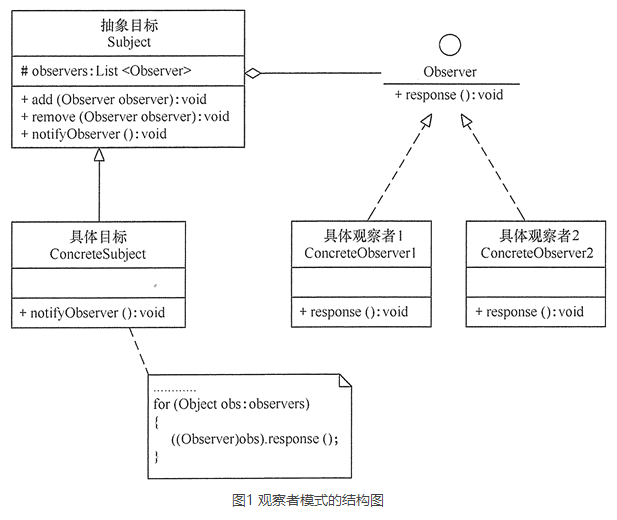 抽象目标
Subject
# observers:List <Observer>
+ add (Observer observer):void
+ remove (Observer observer):void
+ notifyObserver ():void
Observer
+ response ():void
具体目标
ConcreteSubject
+ notifyObserver ():void
具体观察者1
ConcreteObserver1
+ response ():void
具体观察者2
ConcreteObserver2
+ response ():void
............
for (Object obs:observers)
{
((Observer)obs).response ();
}
图1 观察者模式的结构图